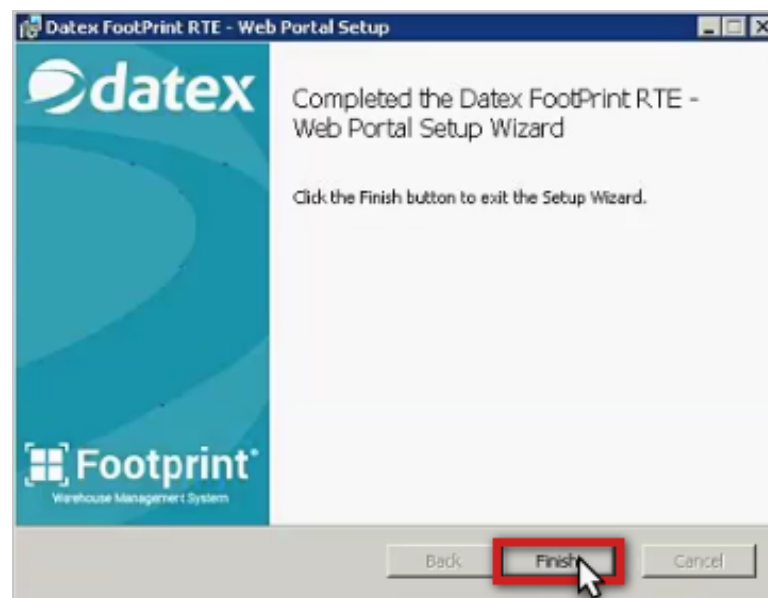 Datex FootPrint RTE - Web Portal Setup
datex
Completed the Datex FootPrint RTE -
Web Portal Setup Wizard
Click the Finish button to exit the Setup Wizard.
Footprint
Warehouse Management System
Back Finish Cancel